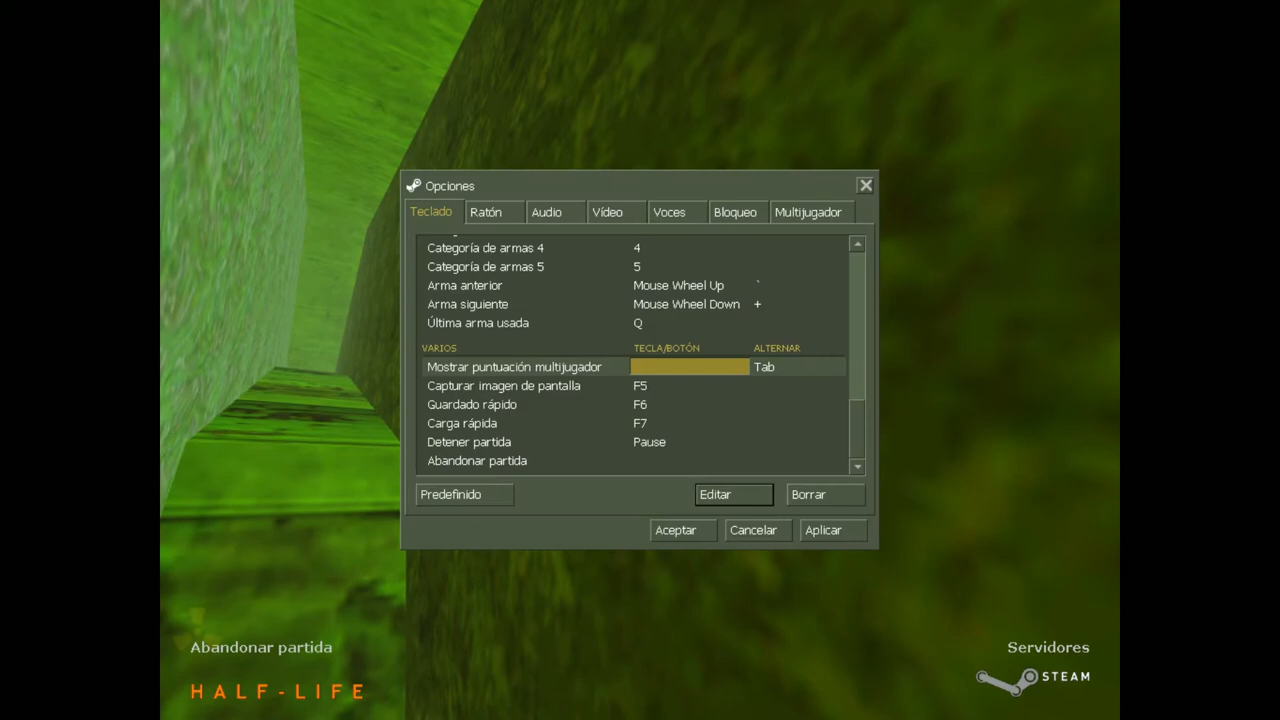 Opciones
Teclado Ratón Audio Vídeo Voces Bloqueo Multijugador
Categoría de armas 4 4
Categoría de armas 5 5
Arma anterior Mouse Wheel Up `
Arma siguiente Mouse Wheel Down +
Última arma usada Q
VARIOS TECLA/BOTÓN ALTERNAR
Mostrar puntuación multijugador Tab
Capturar imagen de pantalla F5
Guardado rápido F6
Carga rápida F7
Detener partida Pause
Abandonar partida
Predefinido Editar Borrar
Aceptar Cancelar Aplicar
Abandonar partida Servidores
HALF-LIFE STEAM